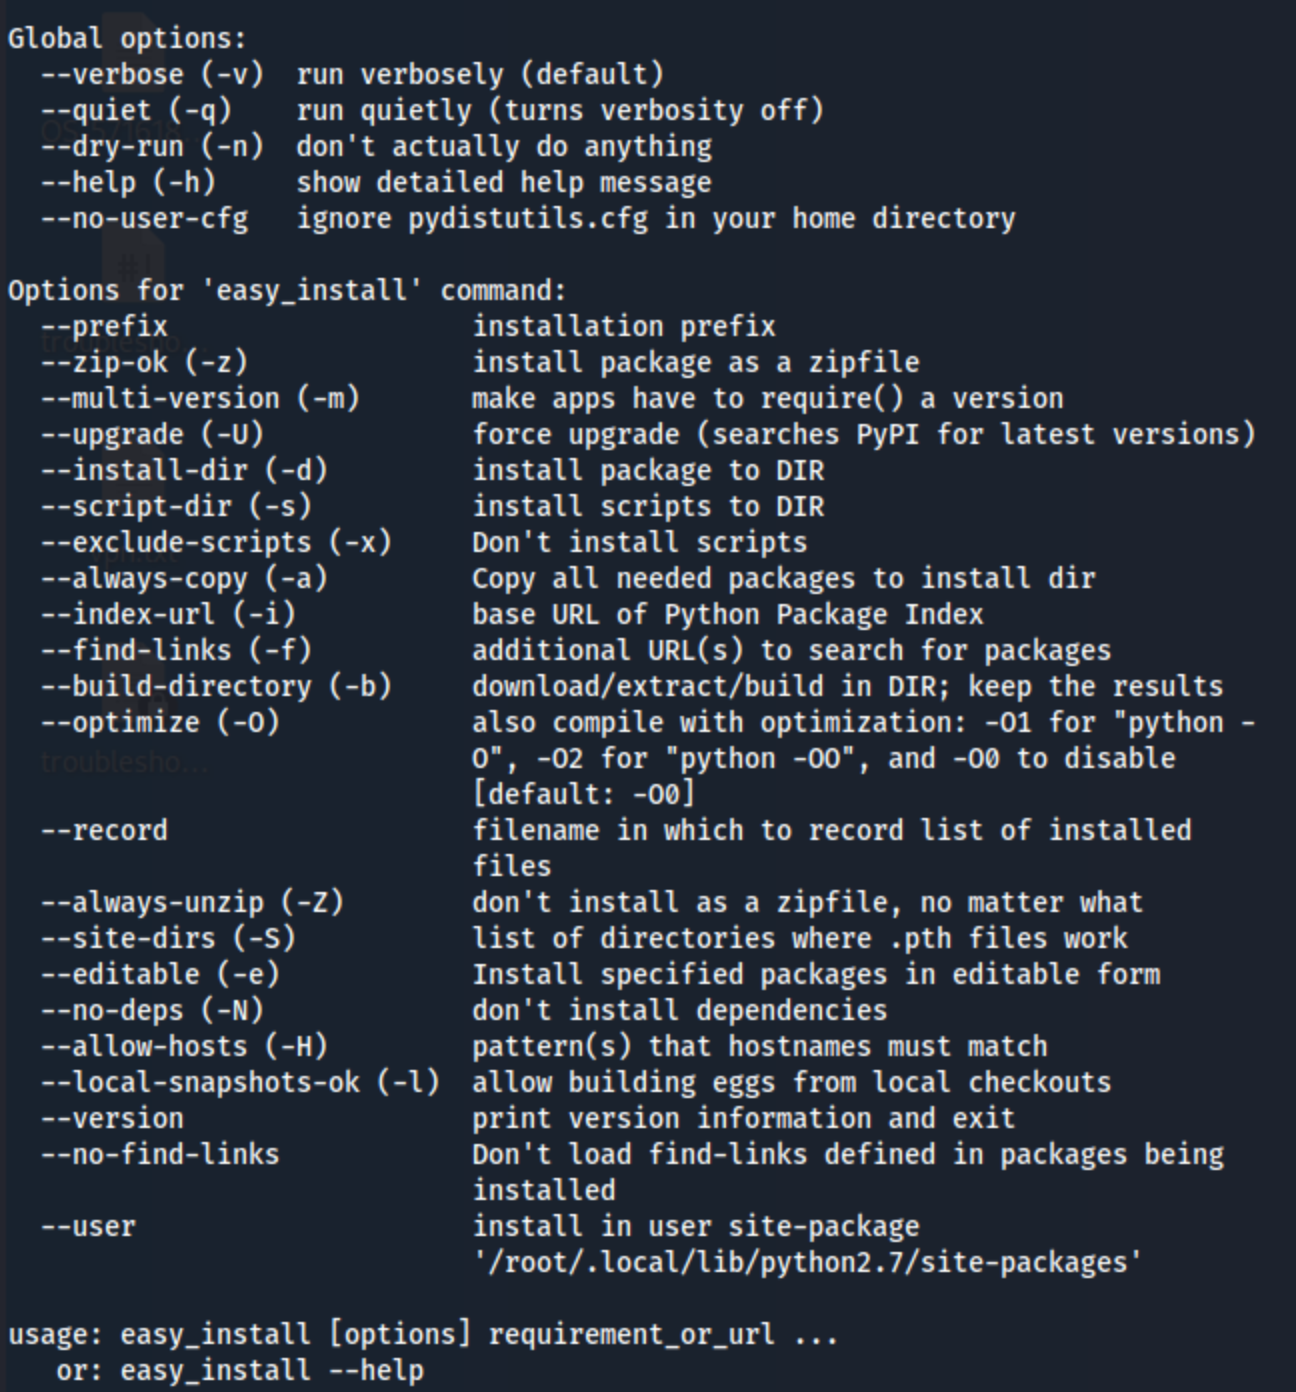 Global options:
  --verbose (-v)  run verbosely (default)
  --quiet (-q)    run quietly (turns verbosity off)
  --dry-run (-n)  don't actually do anything
  --help (-h)     show detailed help message
  --no-user-cfg   ignore pydistutils.cfg in your home directory

Options for 'easy_install' command:
  --prefix                   installation prefix
  --zip-ok (-z)              install package as a zipfile
  --multi-version (-m)       make apps have to require() a version
  --upgrade (-U)             force upgrade (searches PyPI for latest versions)
  --install-dir (-d)         install package to DIR
  --script-dir (-s)          install scripts to DIR
  --exclude-scripts (-x)     Don't install scripts
  --always-copy (-a)         Copy all needed packages to install dir
  --index-url (-i)           base URL of Python Package Index
  --find-links (-f)          additional URL(s) to search for packages
  --build-directory (-b)     download/extract/build in DIR; keep the results
  --optimize (-O)            also compile with optimization: -O1 for "python -
                             O", -O2 for "python -OO", and -O0 to disable
                             [default: -O0]
troublesho...
  --record                   filename in which to record list of installed
                             files
  --always-unzip (-Z)        don't install as a zipfile, no matter what
  --site-dirs (-S)           list of directories where .pth files work
  --editable (-e)            Install specified packages in editable form
  --no-deps (-N)             don't install dependencies
  --allow-hosts (-H)         pattern(s) that hostnames must match
  --local-snapshots-ok (-l)  allow building eggs from local checkouts
  --version                  print version information and exit
  --no-find-links            Don't load find-links defined in packages being
                             installed
  --user                     install in user site-package
                             '/root/.local/lib/python2.7/site-packages'

usage: easy_install [options] requirement_or_url ...
   or: easy_install --help